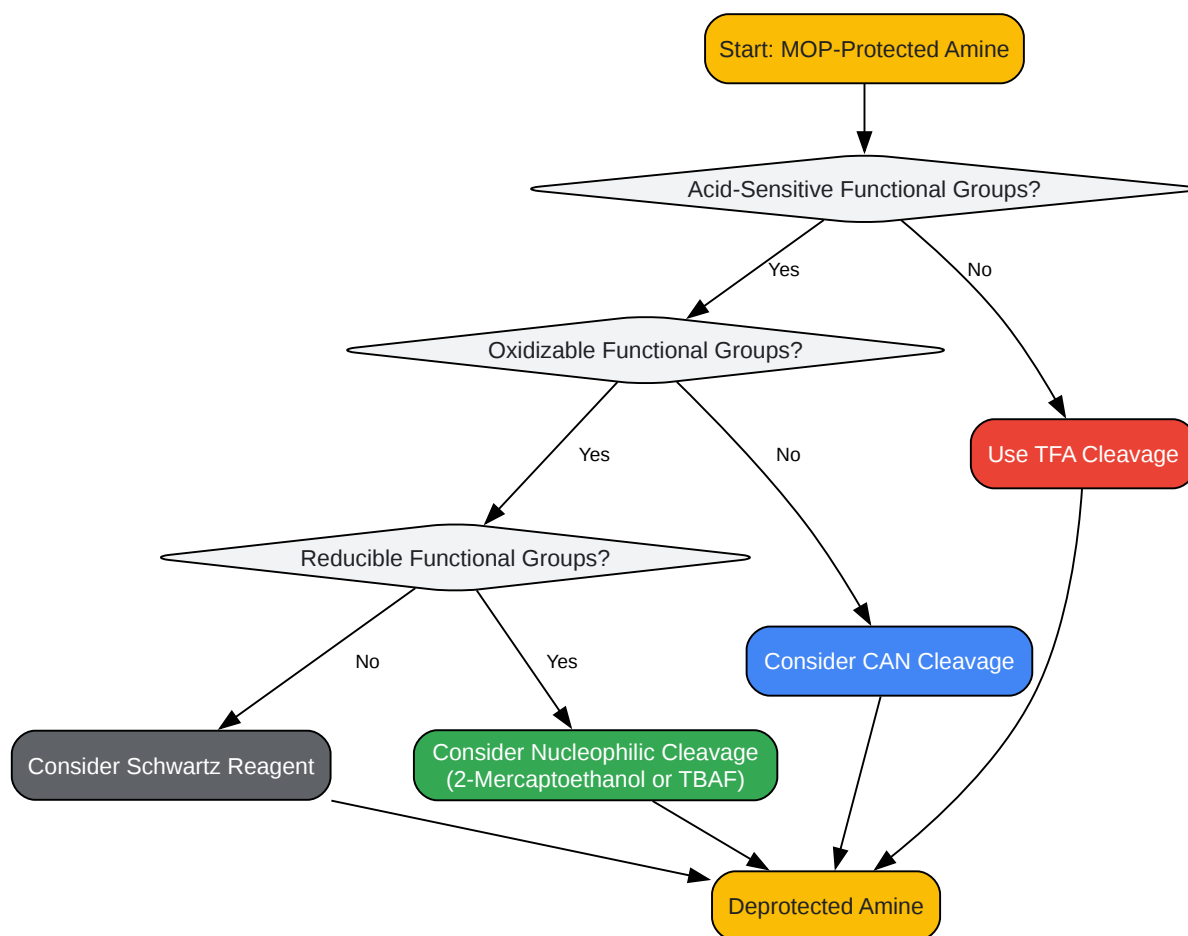 Start: MOP-Protected Amine
Acid-Sensitive Functional Groups?
Yes
No
Oxidizable Functional Groups?
Yes
No
Use TFA Cleavage
Reducible Functional Groups?
No
Yes
Consider CAN Cleavage
Consider Schwartz Reagent
Consider Nucleophilic Cleavage
(2-Mercaptoethanol or TBAF)
Deprotected Amine